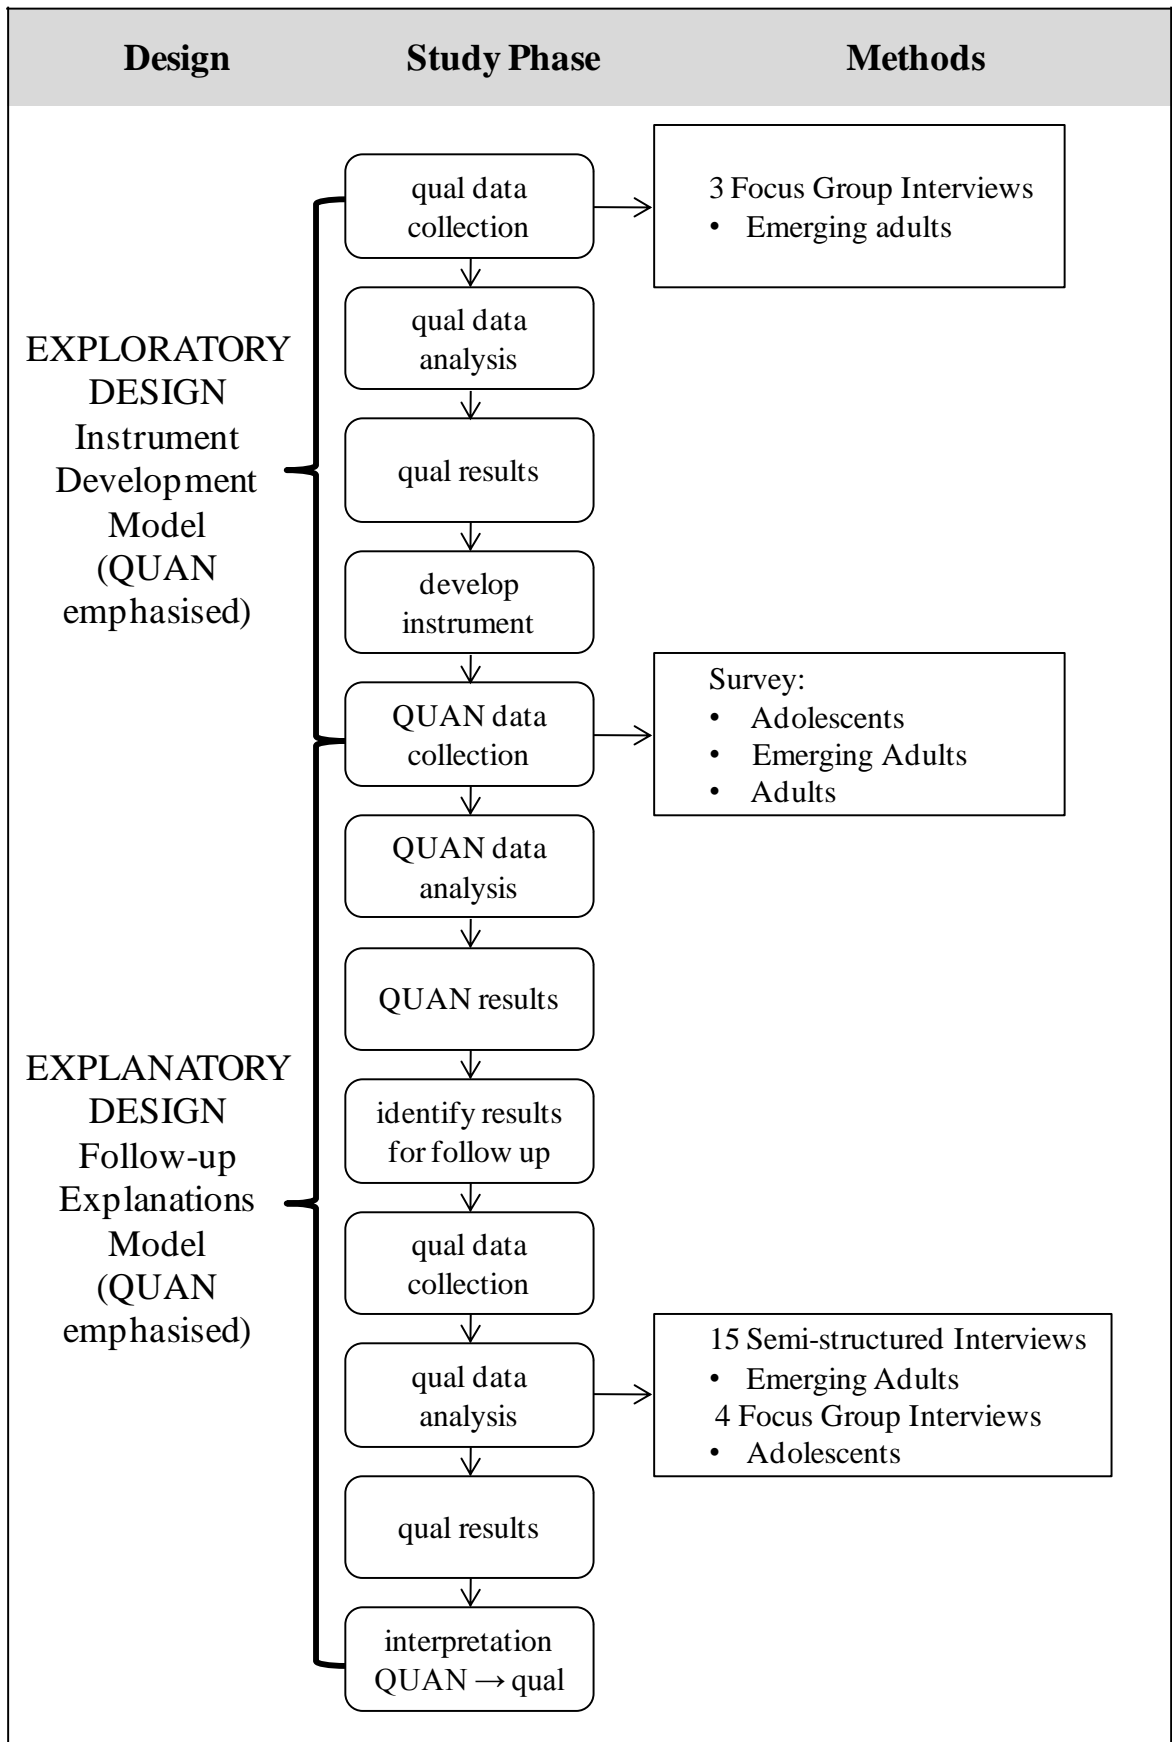 Design
Study Phase
Methods
EXPLORATORY
DESIGN
Instrument
Development
Model
(QUAN
emphasised)
EXPLANATORY
DESIGN
Follow-up
Explanations
Model
(QUAN
emphasised)
qual data
collection
qual data
analysis
qual results
develop
instrument
QUAN data
collection
QUAN data
analysis
QUAN results
identify results
for follow up
qual data
collection
qual data
analysis
qual results
interpretation
QUAN → qual
3 Focus Group Interviews
• Emerging adults
Survey:
• Adolescents
• Emerging Adults
• Adults
15 Semi-structured Interviews
• Emerging Adults
4 Focus Group Interviews
• Adolescents